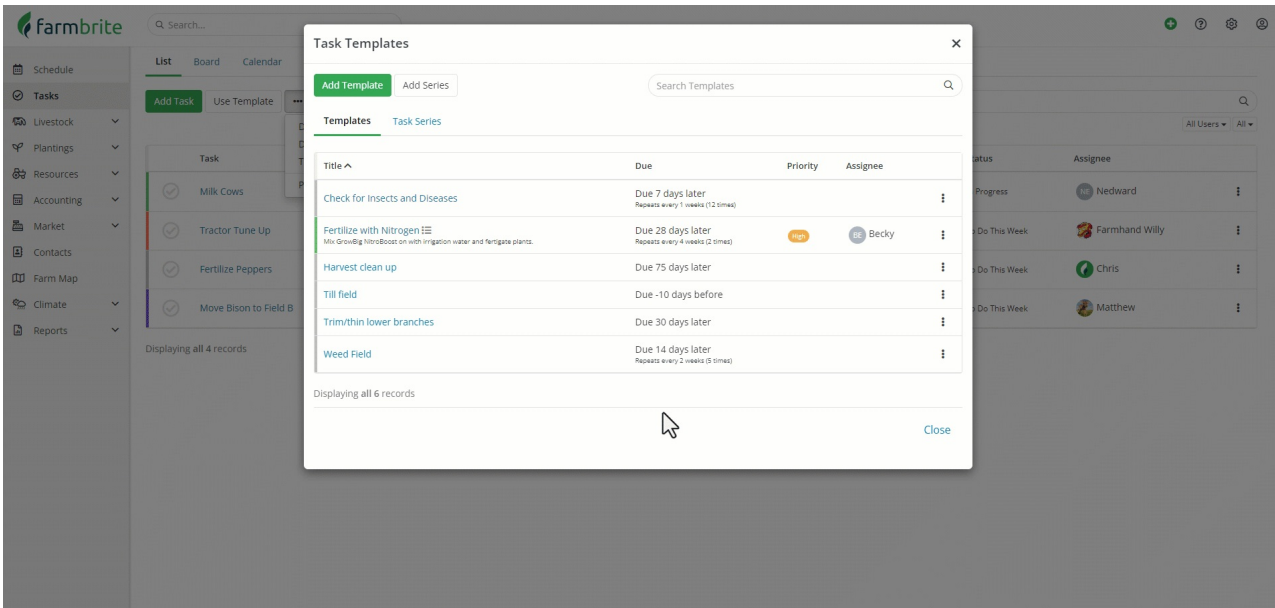 farmbrite
Search...
Schedule
Tasks
Livestock
Plantings
Resources
Accounting
Market
Contacts
Farm Map
Climate
Reports
List Board Calendar
Add Task Use Template
All Users All
Task Assignee
Milk Cows Progress NE Nedward
Tractor Tune Up Do This Week Farmhand Willy
Fertilize Peppers Do This Week Chris
Move Bison to Field B Do This Week Matthew
Displaying all 4 records
Task Templates
Add Template Add Series Search Templates
Templates Task Series
Title Due Priority Assignee
Check for Insects and Diseases Due 7 days later
Repeats every 1 weeks (12 times)
Fertilize with Nitrogen Due 28 days later High BE Becky
Mix GrowBig NitroBoost on with irrigation water and fertigate plants. Repeats every 4 weeks (2 times)
Harvest clean up Due 75 days later
Till field Due -10 days before
Trim/thin lower branches Due 30 days later
Weed Field Due 14 days later
Repeats every 2 weeks (5 times)
Displaying all 6 records
Close